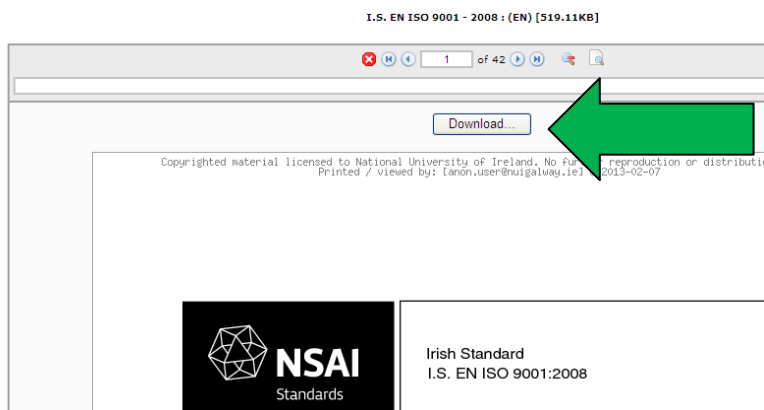 I.S. EN ISO 9001 - 2008 : (EN) [519.11KB]
1 of 42
Download...
Copyrighted material licensed to National University of Ireland. No reproduction or
Printed / viewed by: [anon.user@nuigalway.ie] 2013-02-07
NSAI
Standards
Irish Standard
I.S. EN ISO 9001:2008